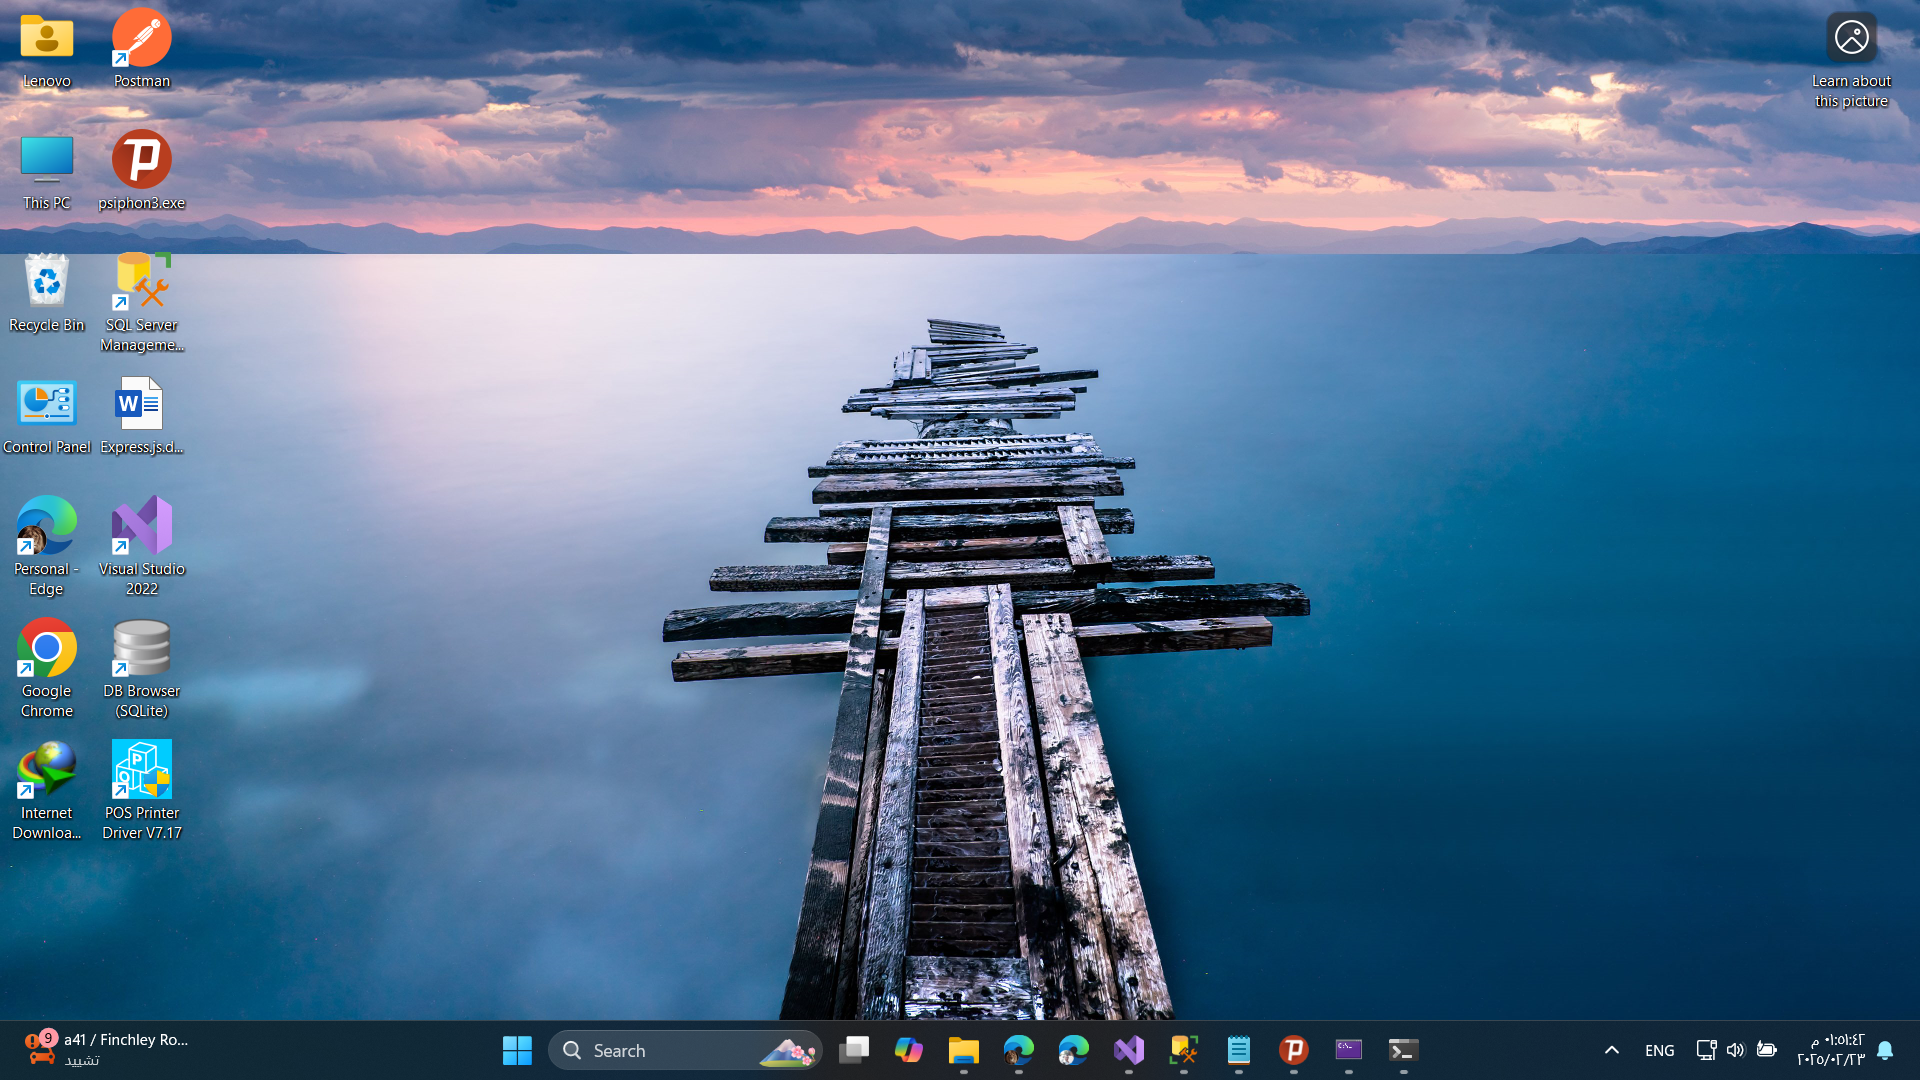 Lenovo
Postman
Learn about
this picture
This PC
psiphon3.exe
Recycle Bin
SQL Server
Manageme...
Control Panel
Express.js.d...
Personal -
Edge
Visual Studio
2022
Google
Chrome
DB Browser
(SQLite)
Internet
Downloa...
POS Printer
Driver V7.17
9
a41 / Finchley Ro...
تشييد
Search
ENG
٠١:٥١:٤٢ م
٢٠٢٥/٠٢/٢٣